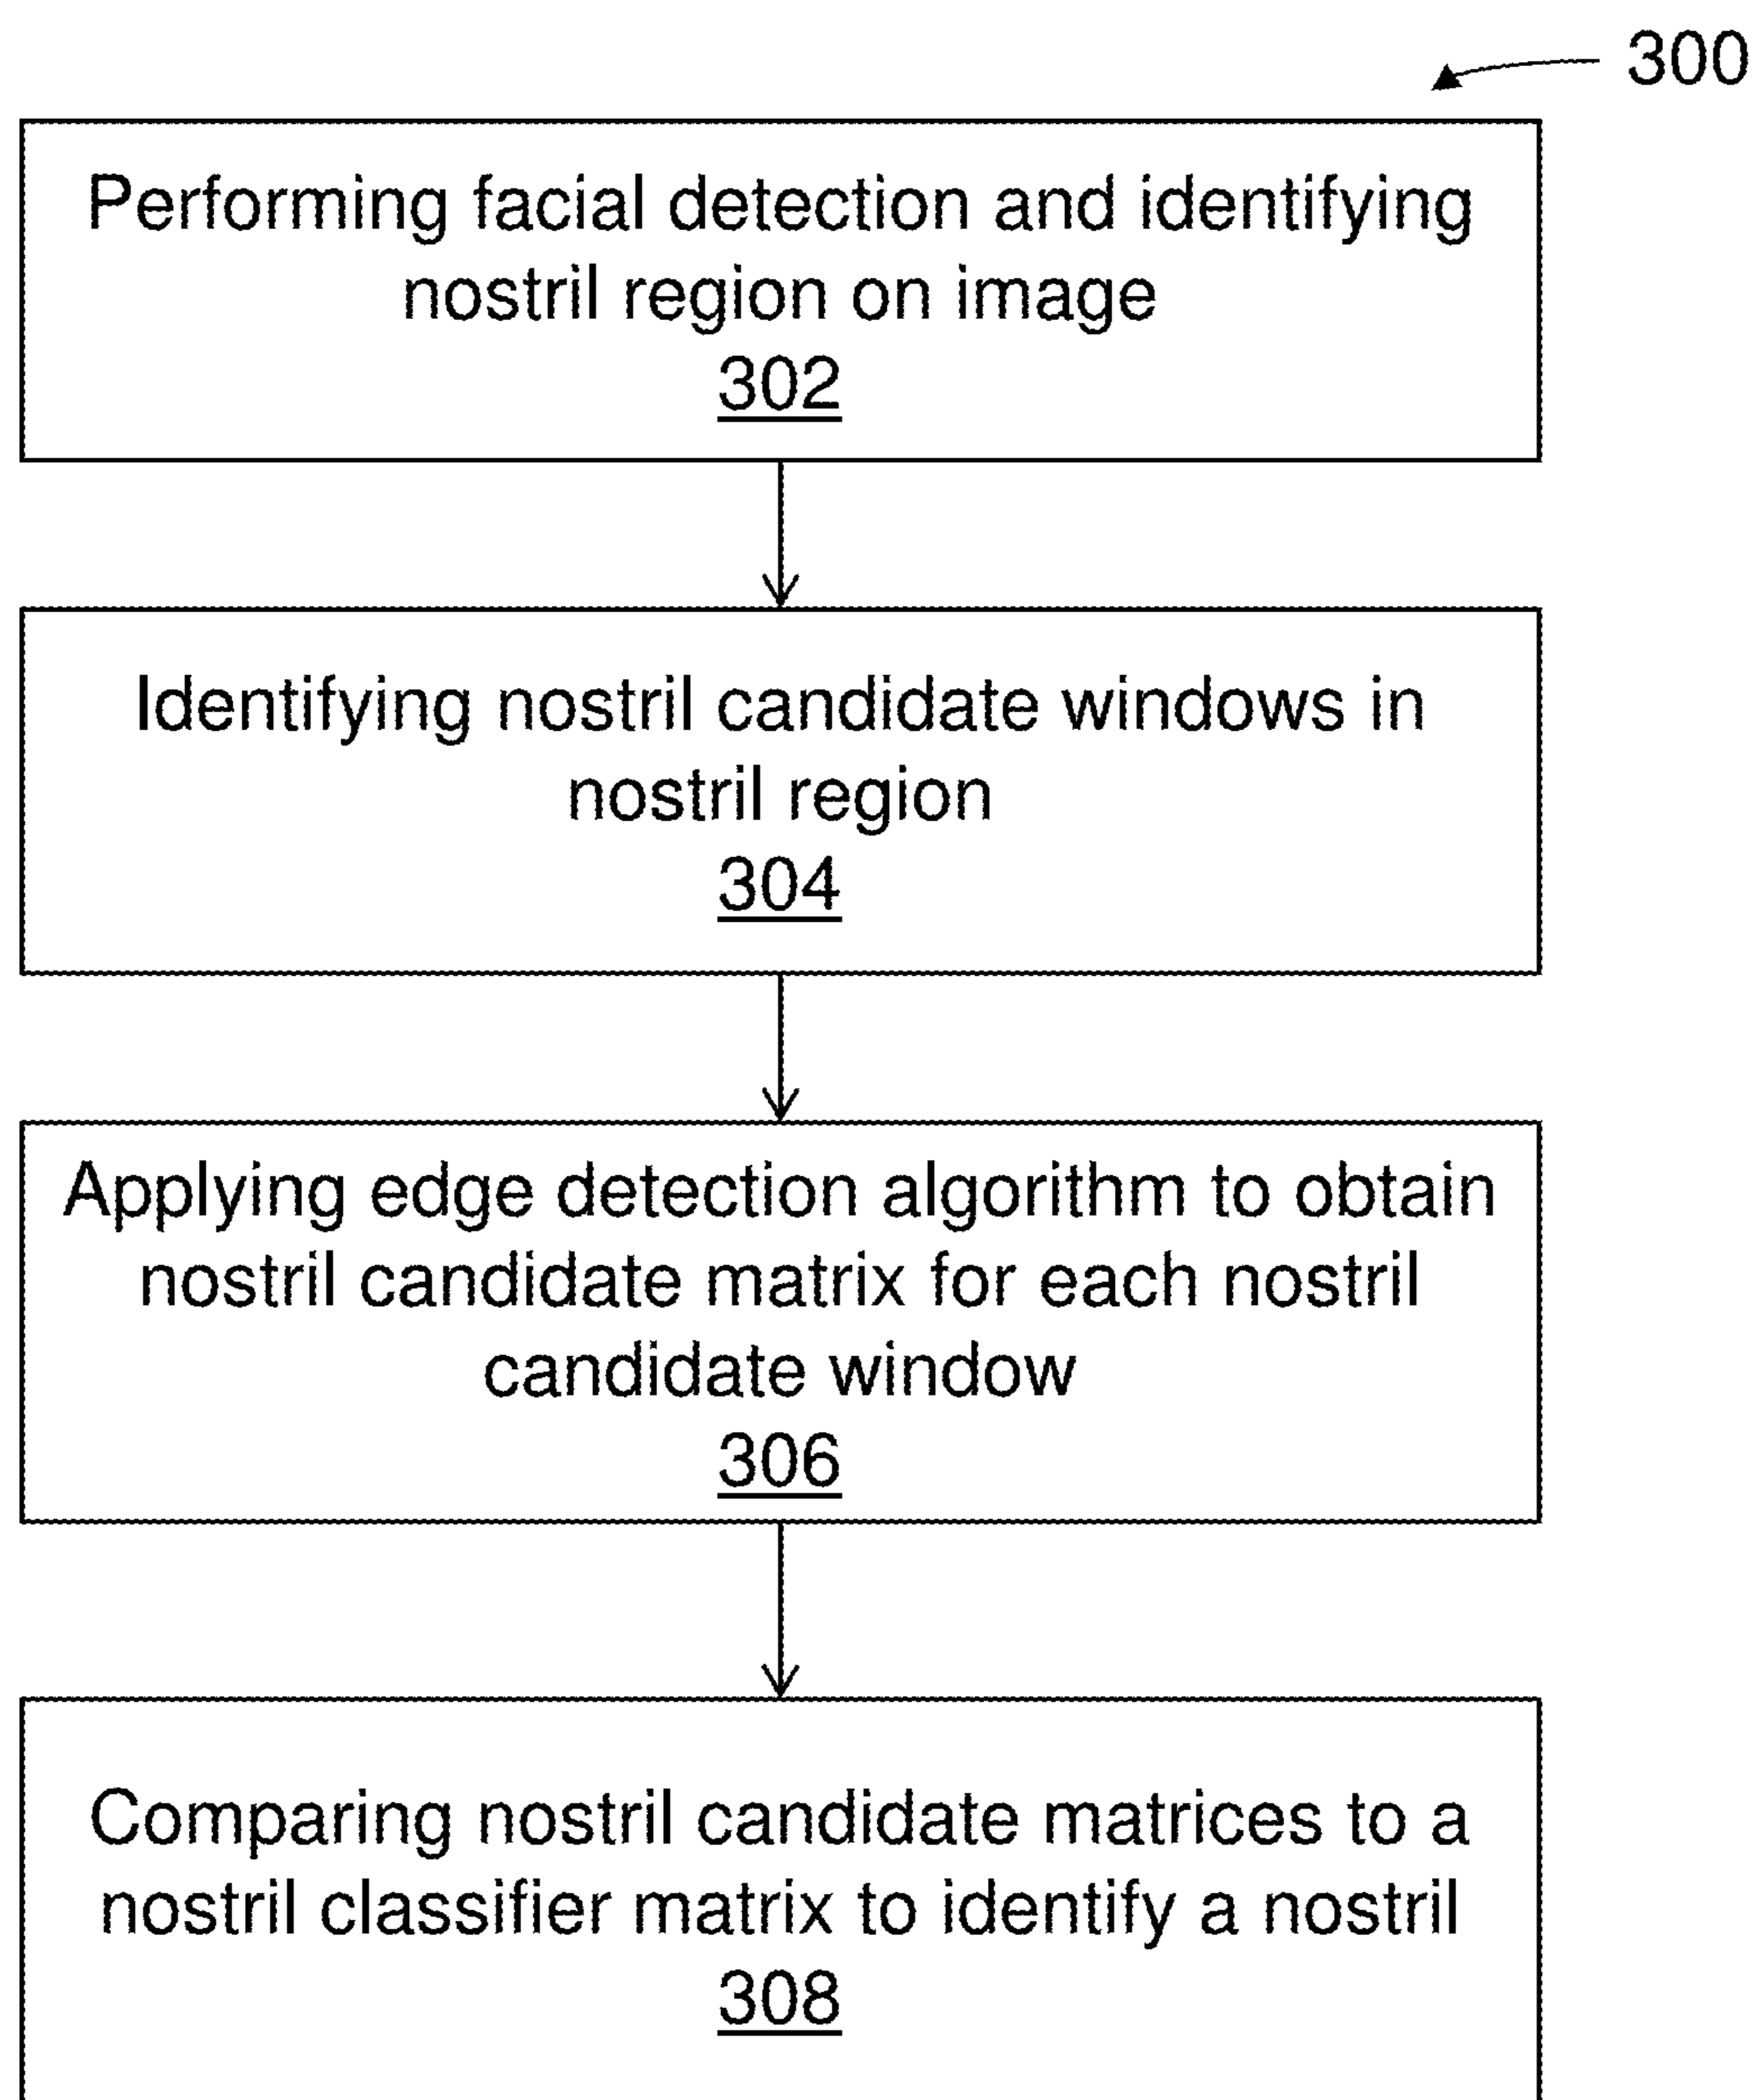 300
Performing facial detection and identifying
nostril region on image
302
Identifying nostril candidate windows in
nostril region
304
Applying edge detection algorithm to obtain
nostril candidate matrix for each nostril
candidate window
306
Comparing nostril candidate matrices to a
nostril classifier matrix to identify a nostril
308